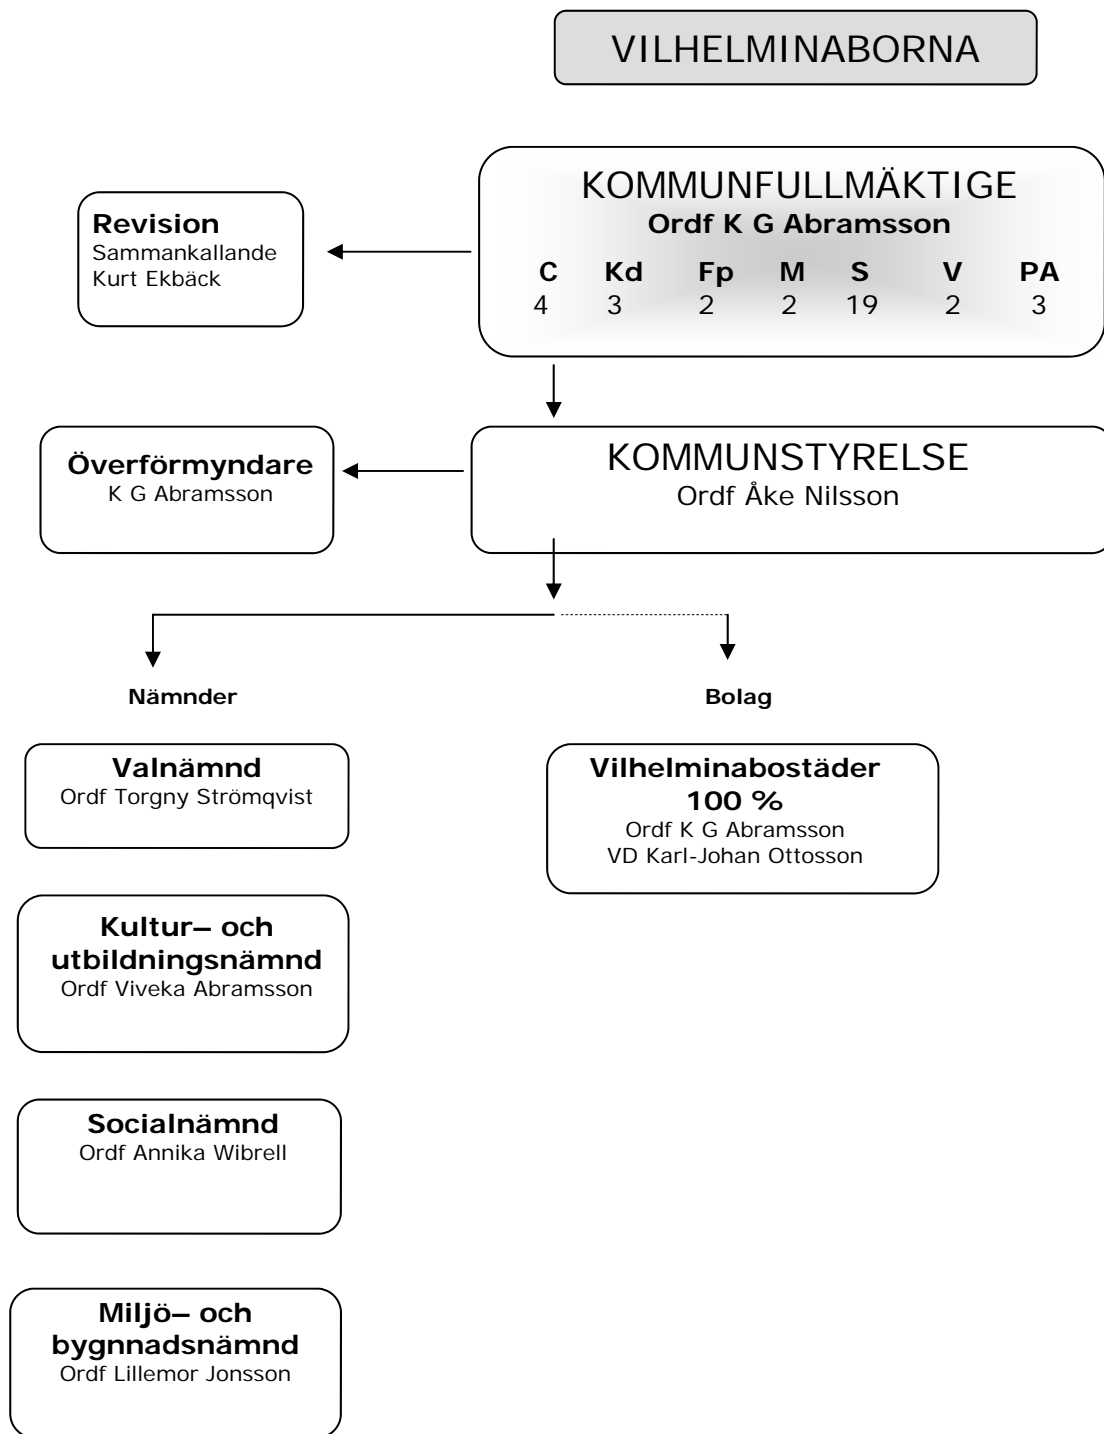 VILHELMINABORNA
KOMMUNFULLMÄKTIGE
Ordf K G Abramsson
C Kd Fp M S V PA
4 3 2 2 19 2 3
Revision
Sammankallande
Kurt Ekbäck
KOMMUNSTYRELSE
Ordf Åke Nilsson
Överförmyndare
K G Abramsson
Nämnder
Bolag
Valnämnd
Ordf Torgny Strömqvist
Vilhelminabostäder
100 %
Ordf K G Abramsson
VD Karl-Johan Ottosson
Kultur– och
utbildningsnämnd
Ordf Viveka Abramsson
Socialnämnd
Ordf Annika Wibrell
Miljö– och
bygnnadsnämnd
Ordf Lillemor Jonsson